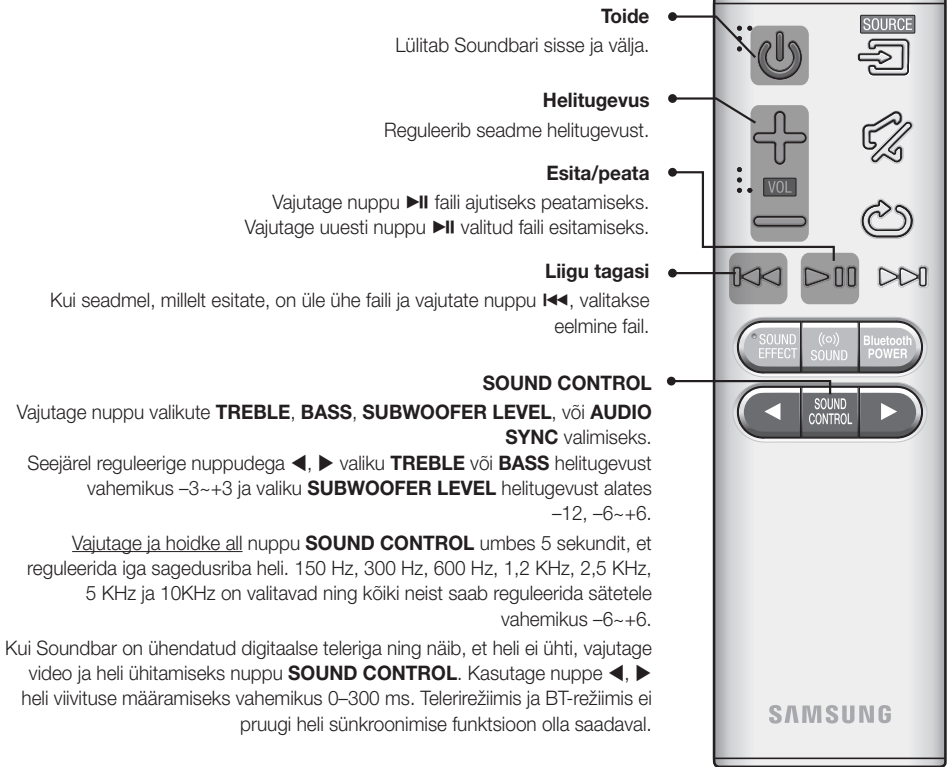 Toide
Lülitab Soundbari sisse ja välja.
Helitugevus
Reguleerib seadme helitugevust.
Esita/peata
Vajutage nuppu ►II faili ajutiseks peatamiseks.
Vajutage uuesti nuppu ►II valitud faili esitamiseks.
Liigu tagasi
Kui seadmel, millelt esitate, on üle ühe faili ja vajutate nuppu I◄◄, valitakse
eelmine fail.
SOUND CONTROL
Vajutage nuppu valikute TREBLE, BASS, SUBWOOFER LEVEL, või AUDIO
SYNC valimiseks.
Seejärel reguleerige nuppudega ◄, ► valiku TREBLE või BASS helitugevust
vahemikus –3~+3 ja valiku SUBWOOFER LEVEL helitugevust alates
–12, –6~+6.
Vajutage ja hoidke all nuppu SOUND CONTROL umbes 5 sekundit, et
reguleerida iga sagedusriba heli. 150 Hz, 300 Hz, 600 Hz, 1,2 KHz, 2,5 KHz,
5 KHz ja 10KHz on valitavad ning kõiki neist saab reguleerida sätetele
vahemikus –6~+6.
Kui Soundbar on ühendatud digitaalse teleriga ning näib, et heli ei ühti, vajutage
video ja heli ühitamiseks nuppu SOUND CONTROL. Kasutage nuppe ◄, ►
heli viivituse määramiseks vahemikus 0–300 ms. Telerirežiimis ja BT-režiimis ei
pruugi heli sünkroonimise funktsioon olla saadaval.
SOURCE
VOL
SOUND
EFFECT
SOUND
Bluetooth
POWER
SOUND
CONTROL
SAMSUNG